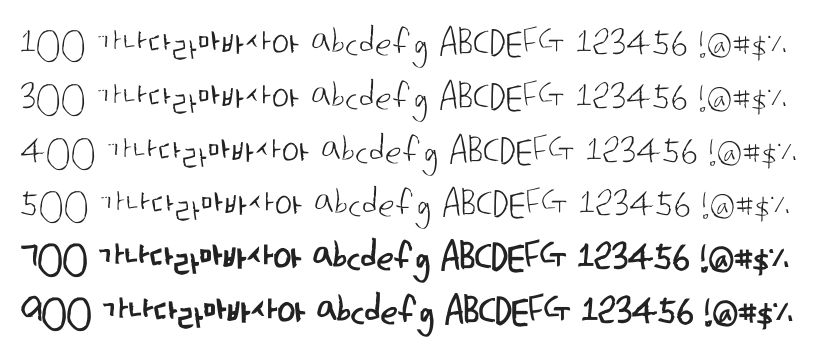 100 가나다라마바사아 abcdefg ABCDEFG 123456 !@#$%
300 가나다라마바사아 abcdefg ABCDEFG 123456 !@#$%
400 가나다라마바사아 abcdefg ABCDEFG 123456 !@#$%
500 가나다라마바사아 abcdefg ABCDEFG 123456 !@#$%
700 가나다라마바사아 abcdefg ABCDEFG 123456 !@#$%
900 가나다라마바사아 abcdefg ABCDEFG 123456 !@#$%